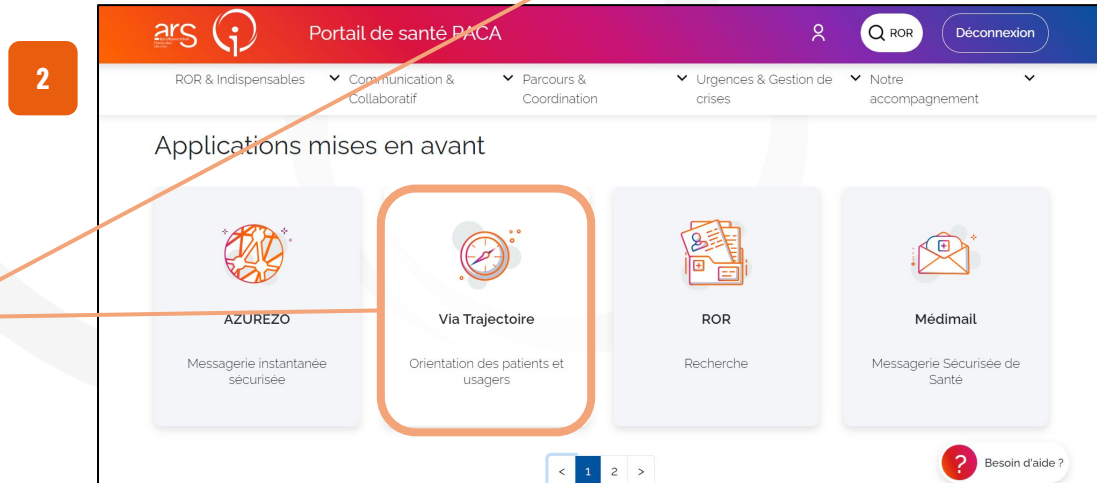 2
ars
Portail de santé PACA
ROR
Déconnexion
ROR & Indispensables
Communication &
Collaboratif
Parcours &
Coordination
Urgences & Gestion de
crises
Notre
accompagnement
Applications mises en avant
AZUREZO
Messagerie instantanée
sécurisée
Via Trajectoire
Orientation des patients et
usagers
ROR
Recherche
Médimail
Messagerie Sécurisée de
Santé
< 1 2 >
? Besoin d'aide ?